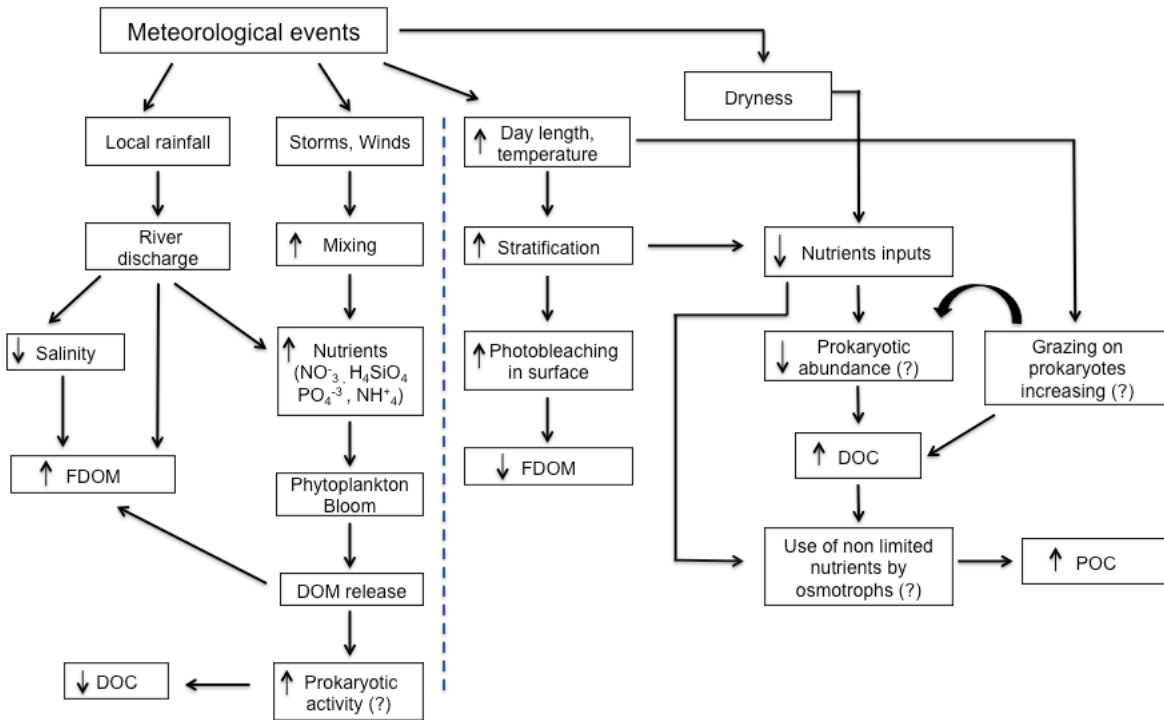 Meteorological events
Dryness
Local rainfall
Storms, Winds
↑ Day length,
temperature
River
discharge
↑ Mixing
↑ Stratification
↓ Nutrients inputs
↓ Salinity
↑ Nutrients
(NO⁻₃ , H₄SiO₄
PO₄⁻³ , NH⁺₄)
↑ Photobleaching
in surface
↓ Prokaryotic
abundance (?)
Grazing on
prokaryotes
increasing (?)
↑ FDOM
Phytoplankton
Bloom
↓ FDOM
↑ DOC
DOM release
Use of non limited
nutrients by
osmotrophs (?)
↑ POC
↓ DOC
↑ Prokaryotic
activity (?)